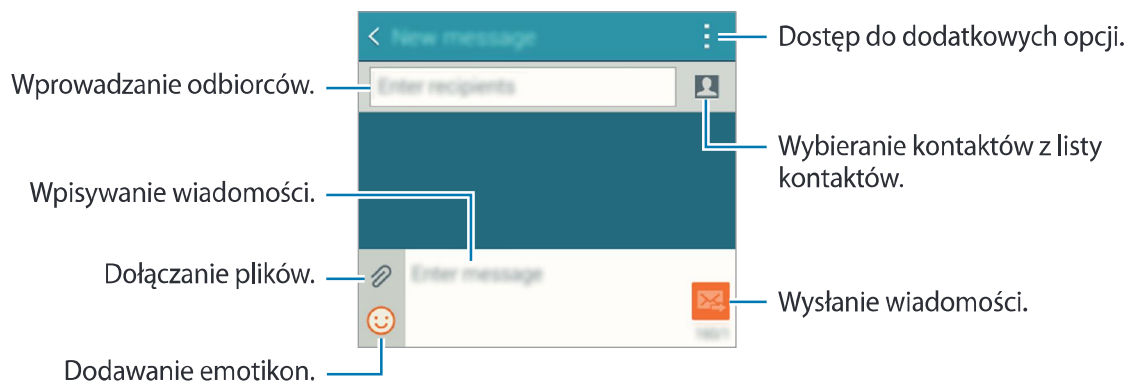 New message
Dostęp do dodatkowych opcji.
Wprowadzanie odbiorców.
Enter recipients
Wybieranie kontaktów z listy
kontaktów.
Wpisywanie wiadomości.
Dołączanie plików.
Enter message
Wysłanie wiadomości.
Dodawanie emotikon.